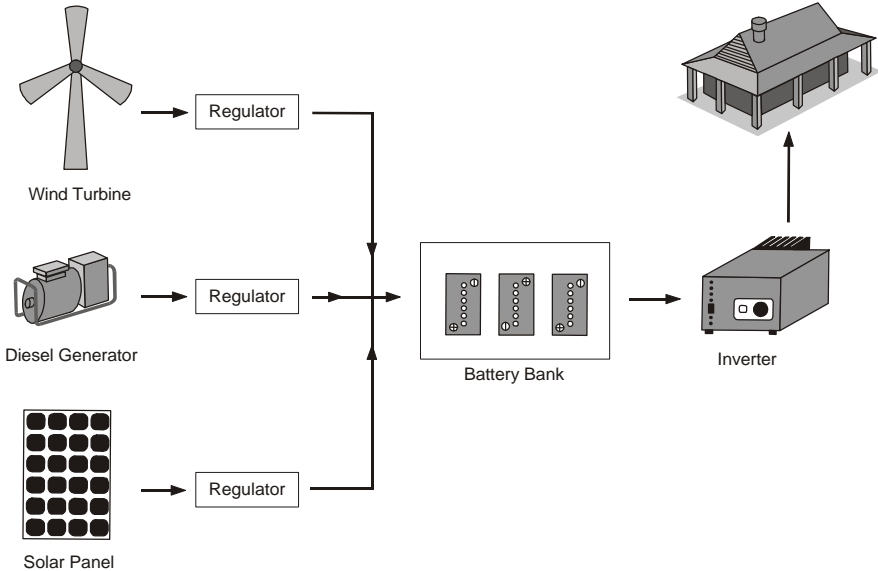 Wind Turbine
Regulator
Diesel Generator
Regulator
Solar Panel
Regulator
Battery Bank
Inverter